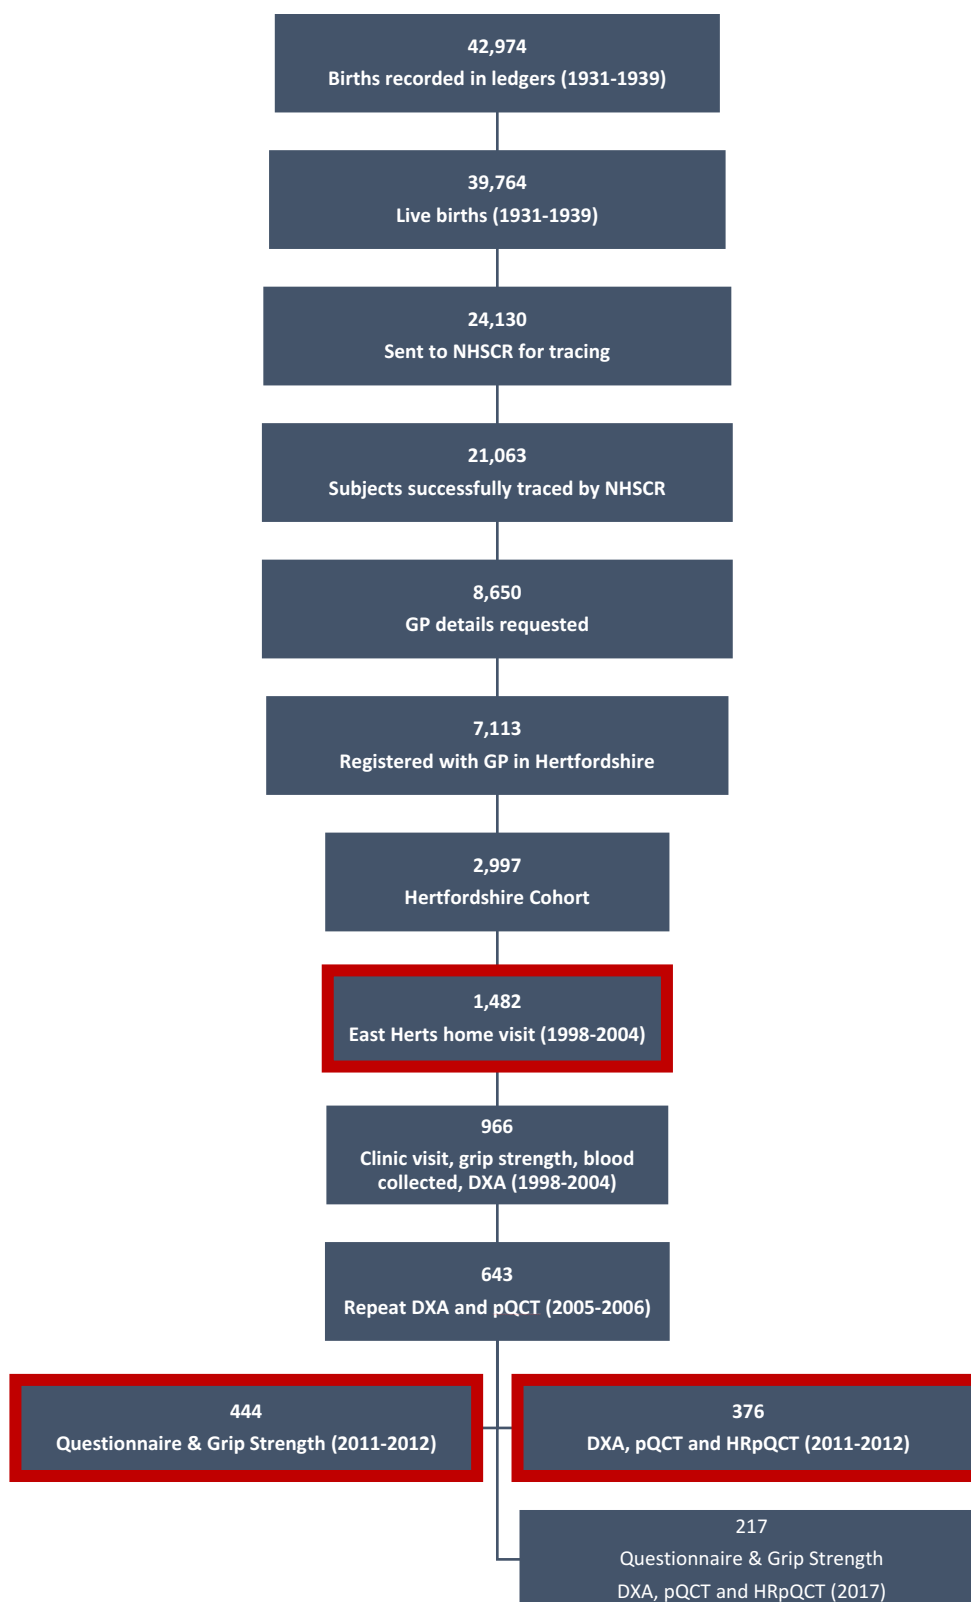 42,974
Births recorded in ledgers (1931-1939)
39,764
Live births (1931-1939)
24,130
Sent to NHSCR for tracing
21,063
Subjects successfully traced by NHSCR
8,650
GP details requested
7,113
Registered with GP in Hertfordshire
2,997
Hertfordshire Cohort
1,482
East Herts home visit (1998-2004)
966
Clinic visit, grip strength, blood
collected, DXA (1998-2004)
643
Repeat DXA and pQCT (2005-2006)
444
Questionnaire & Grip Strength (2011-2012)
376
DXA, pQCT and HRpQCT (2011-2012)
217
Questionnaire & Grip Strength
DXA, pQCT and HRpQCT (2017)